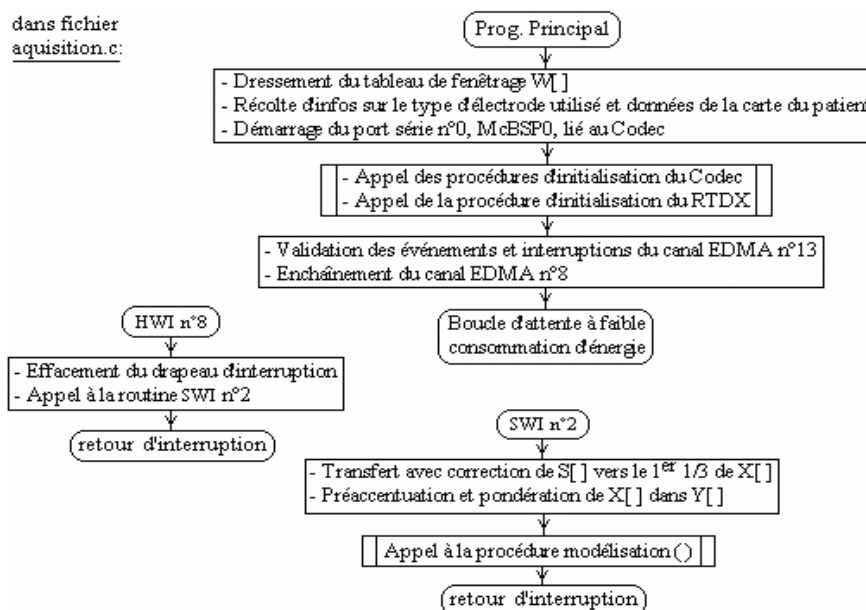 dans fichier
aquisition.c:
Prog. Principal
- Dressement du tableau de fenêtrage W[ ]
- Récolte d'infos sur le type d'électrode utilisé et données de la carte du patient
- Démarrage du port série n°0, McBSP0, lié au Codec
- Appel des procédures d'initialisation du Codec
- Appel de la procédure d'initialisation du RTDX
- Validation des événements et interruptions du canal EDMA n°13
- Enchaînement du canal EDMA n°8
Boucle d'attente à faible
consommation d'énergie
HWI n°8
- Effacement du drapeau d'interruption
- Appel à la routine SWI n°2
retour d'interruption
SWI n°2
- Transfert avec correction de S[ ] vers le 1er 1/3 de X[ ]
- Préaccentuation et pondération de X[ ] dans Y[ ]
Appel à la procédure modélisation ( )
retour d'interruption